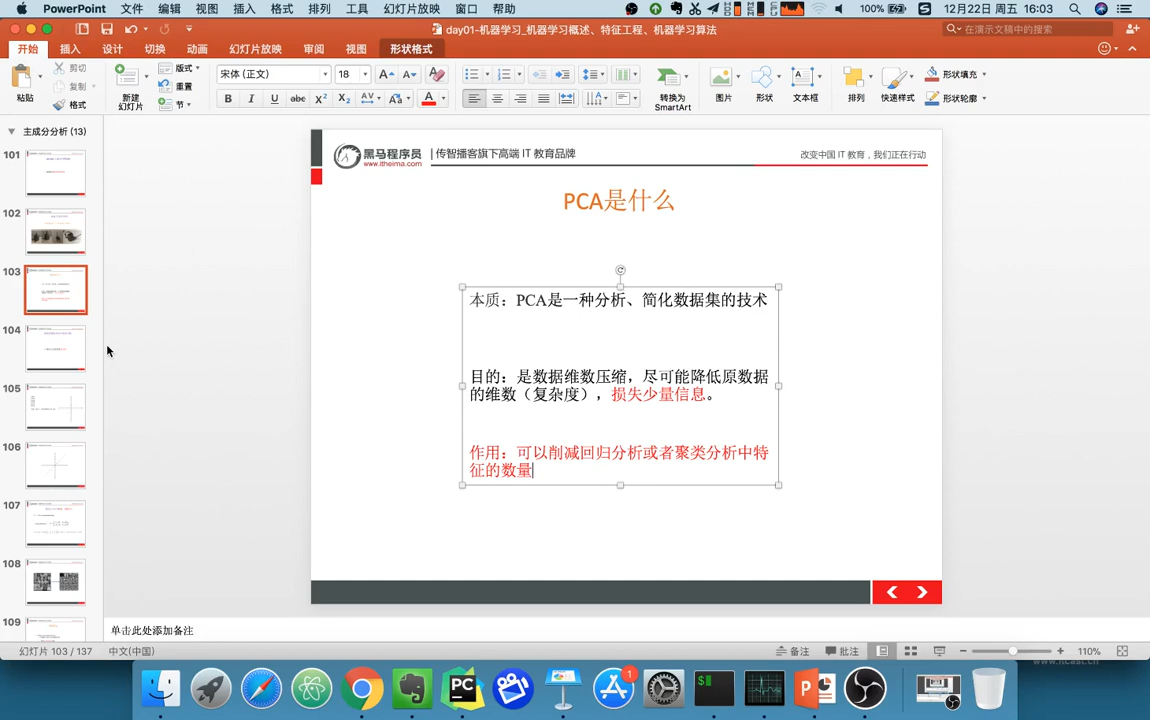 PowerPoint 文件 编辑 视图 插入 格式 排列 工具 幻灯片放映 窗口 帮助 100% 12月22日 周五 16:03
day01-机器学习_机器学习概述、特征工程、机器学习算法
在演示文稿中的搜索
开始 插入 设计 切换 动画 幻灯片放映 审阅 视图 形状格式
粘贴 剪切 复制 格式
新建幻灯片 版式 重置 节
宋体 (正文) 18
B I U abc X² X₂ AV Aa A
转换为 SmartArt
图片 形状 文本框 排列 快速样式 形状填充 形状轮廓
主成分分析 (13)
101
102
103
104
105
106
107
108
109
黑马程序员
www.itheima.com
传智播客旗下高端 IT 教育品牌
改变中国 IT 教育，我们正在行动
PCA是什么
本质：PCA是一种分析、简化数据集的技术
目的：是数据维数压缩，尽可能降低原数据
的维数（复杂度），损失少量信息。
作用：可以削减回归分析或者聚类分析中特
征的数量
单击此处添加备注
幻灯片 103 / 137 中文(中国) 备注 批注 110%
www.itcast.cn
PC
1
$
P